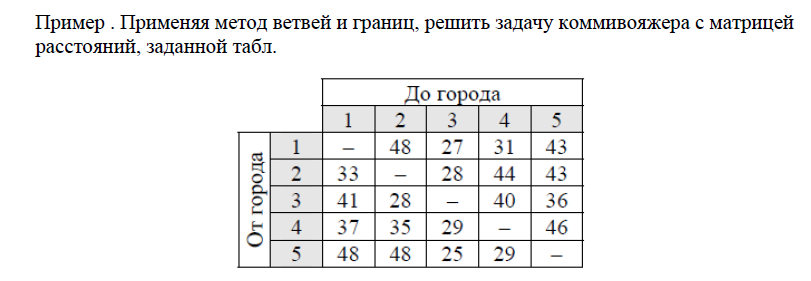 Пример . Применяя метод ветвей и границ, решить задачу коммивояжера с матрицей
расстояний, заданной табл.
До города
1 2 3 4 5
От города
1 – 48 27 31 43
2 33 – 28 44 43
3 41 28 – 40 36
4 37 35 29 – 46
5 48 48 25 29 –